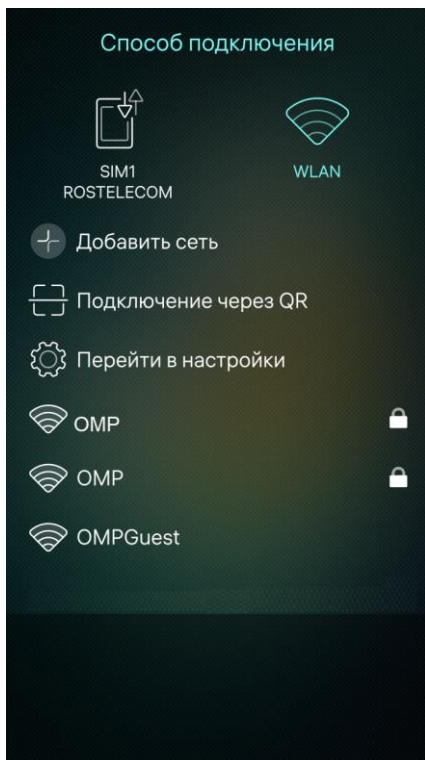 Способ подключения
SIM1
ROSTELECOM
WLAN
Добавить сеть
Подключение через QR
Перейти в настройки
OMP
OMP
OMPGuest